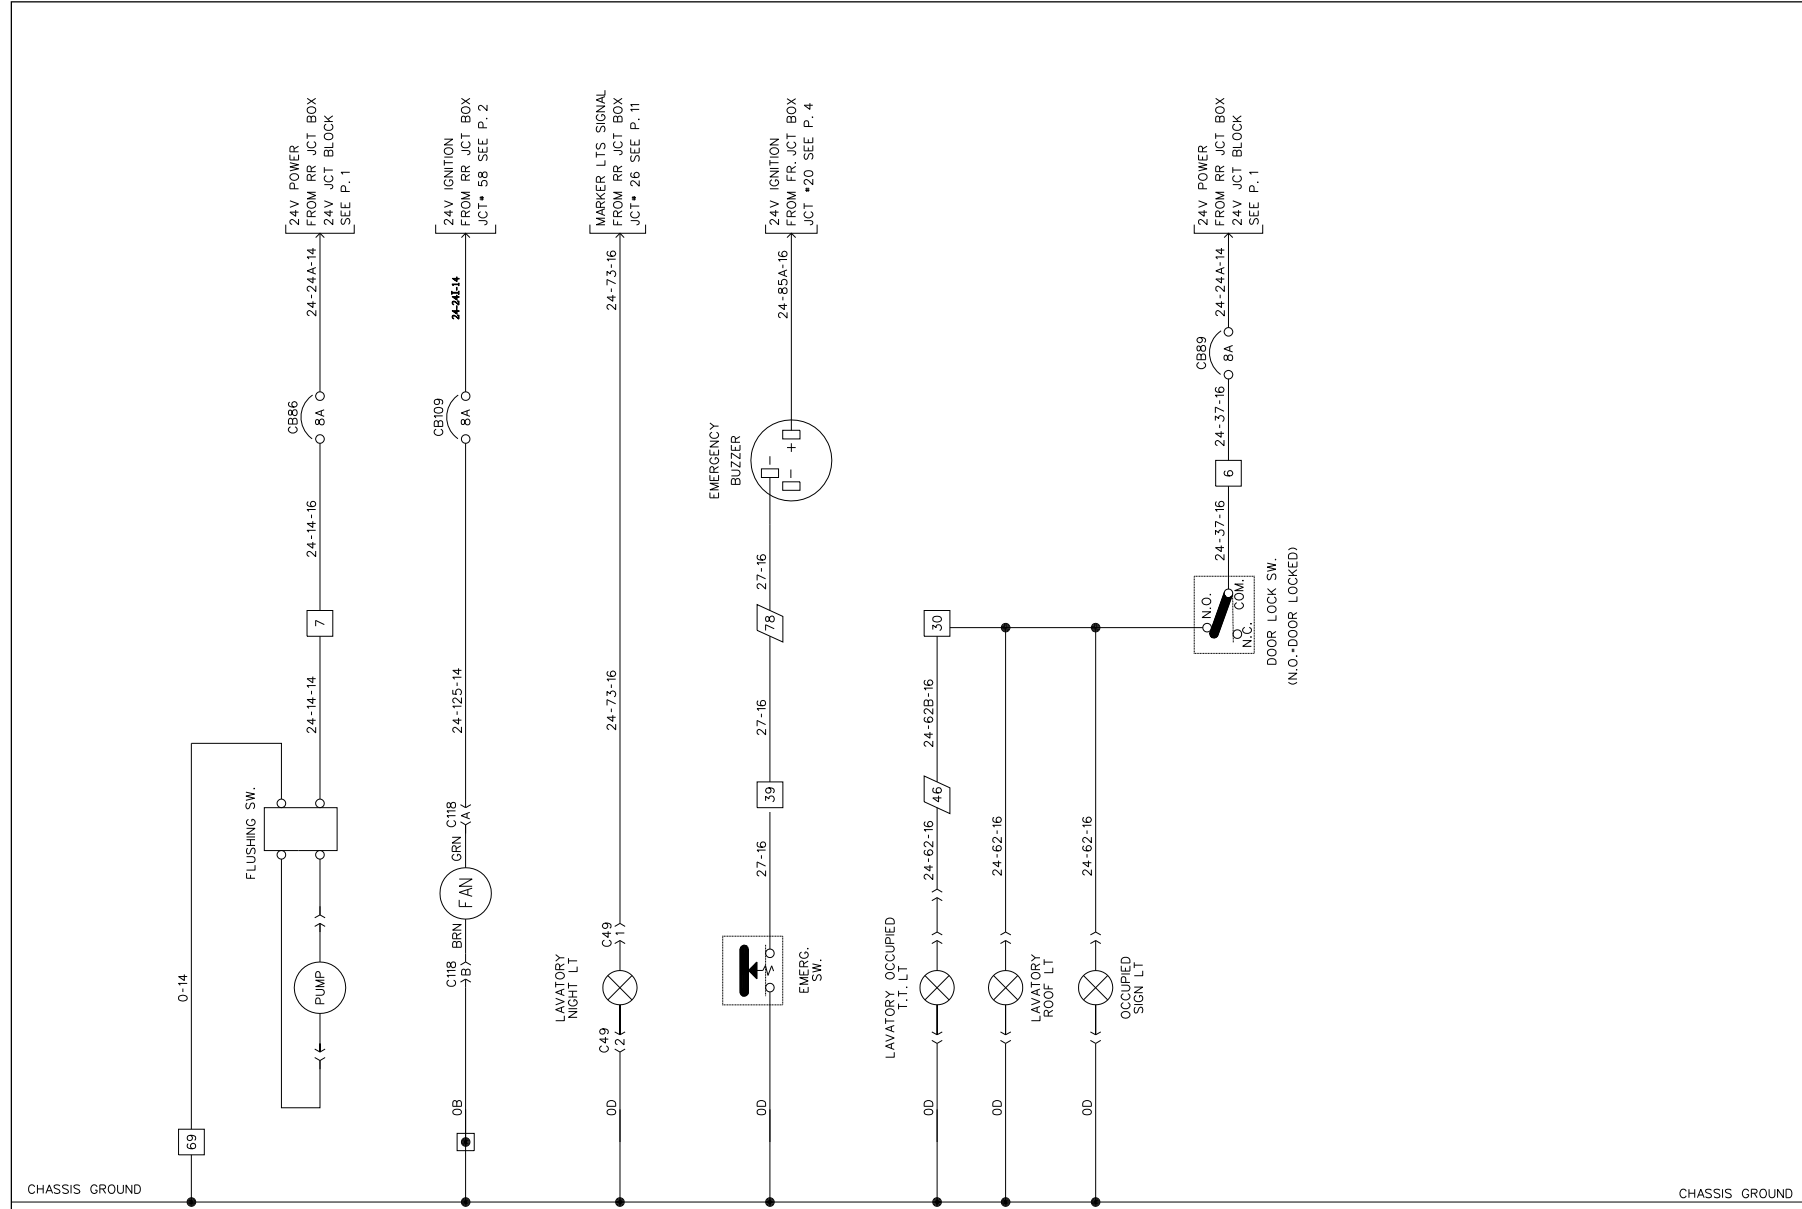 24V POWER
FROM RR JCT BOX
24V JCT BLOCK
SEE P.1
24-24A-14
CB86
8A
24-14-16
7
24-14-14
FLUSHING SW.
PUMP
0-14
69
24V IGNITION
FROM RR JCT BOX
JCT* 58 SEE P. 2
24-24I-14
CB109
8A
24-125-14
C118
A
GRN
FAN
BRN
C118
B
0B
MARKER LTS SIGNAL
FROM RR JCT BOX
JCT* 26 SEE P. 11
24-73-16
24-73-16
C49
1
LAVATORY
NIGHT LT
C49
2
0D
24V IGNITION
FROM FR. JCT BOX
JCT *20 SEE P. 4
24-85A-16
EMERGENCY
BUZZER
+
-
-
27-16
78
27-16
39
27-16
EMERG.
SW.
0D
24V POWER
FROM RR JCT BOX
24V JCT BLOCK
SEE P.1
24-24A-14
CB89
8A
24-37-16
6
24-37-16
N.O.
COM.
N.C.
DOOR LOCK SW.
(N.O.*DOOR LOCKED)
30
24-62B-16
46
24-62-16
LAVATORY OCCUPIED
T.T. LT
0D
24-62-16
LAVATORY
ROOF LT
0D
24-62-16
OCCUPIED
SIGN LT
0D
CHASSIS GROUND
CHASSIS GROUND